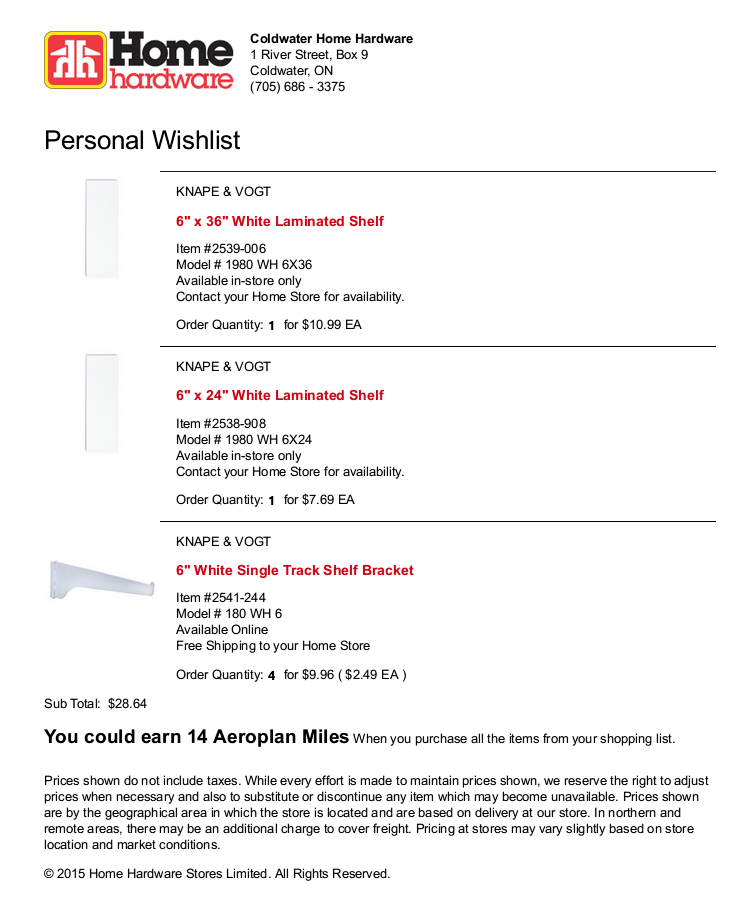 Home
hardware
Coldwater Home Hardware
1 River Street, Box 9
Coldwater, ON
(705) 686 - 3375
Personal Wishlist
KNAPE & VOGT
6" x 36" White Laminated Shelf
Item #2539-006
Model # 1980 WH 6X36
Available in-store only
Contact your Home Store for availability.
Order Quantity: 1 for $10.99 EA
KNAPE & VOGT
6" x 24" White Laminated Shelf
Item #2538-908
Model # 1980 WH 6X24
Available in-store only
Contact your Home Store for availability.
Order Quantity: 1 for $7.69 EA
KNAPE & VOGT
6" White Single Track Shelf Bracket
Item #2541-244
Model # 180 WH 6
Available Online
Free Shipping to your Home Store
Order Quantity: 4 for $9.96 ( $2.49 EA )
Sub Total: $28.64
You could earn 14 Aeroplan Miles When you purchase all the items from your shopping list.
Prices shown do not include taxes. While every effort is made to maintain prices shown, we reserve the right to adjust
prices when necessary and also to substitute or discontinue any item which may become unavailable. Prices shown
are by the geographical area in which the store is located and are based on delivery at our store. In northern and
remote areas, there may be an additional charge to cover freight. Pricing at stores may vary slightly based on store
location and market conditions.
© 2015 Home Hardware Stores Limited. All Rights Reserved.